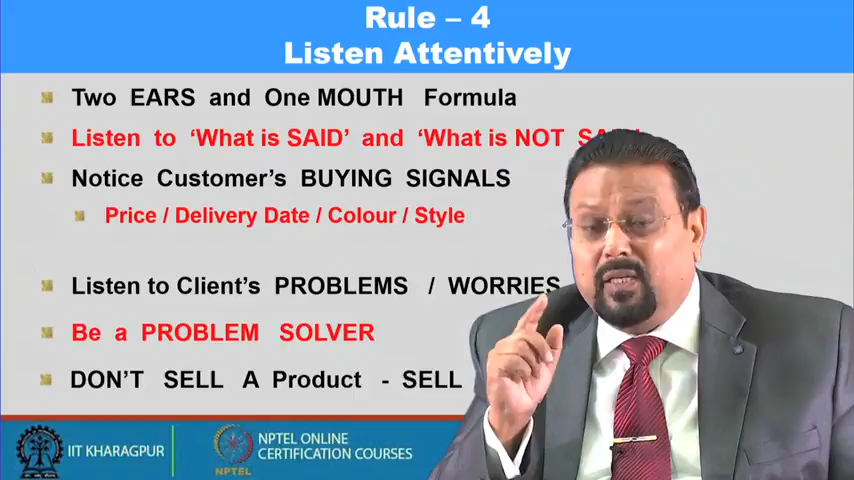 Rule – 4
Listen Attentively
Two EARS and One MOUTH Formula
Listen to ‘What is SAID’ and ‘What is NOT
Notice Customer’s BUYING SIGNALS
Price / Delivery Date / Colour / Style
Listen to Client’s PROBLEMS / WORRIES
Be a PROBLEM SOLVER
DON’T SELL A Product - SELL
IIT KHARAGPUR
NPTEL ONLINE
CERTIFICATION COURSES
NPTEL